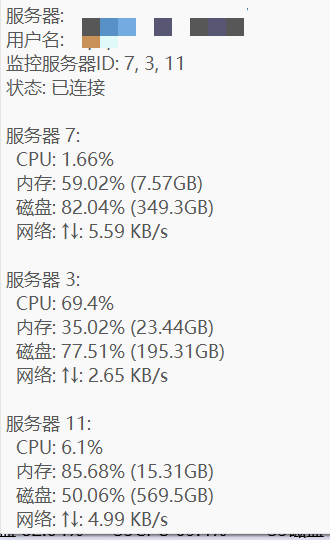 服务器:
用户名:
监控服务器ID: 7, 3, 11
状态: 已连接
服务器 7:
CPU: 1.66%
内存: 59.02% (7.57GB)
磁盘: 82.04% (349.3GB)
网络: ↑↓: 5.59 KB/s
服务器 3:
CPU: 69.4%
内存: 35.02% (23.44GB)
磁盘: 77.51% (195.31GB)
网络: ↑↓: 2.65 KB/s
服务器 11:
CPU: 6.1%
内存: 85.68% (15.31GB)
磁盘: 50.06% (569.5GB)
网络: ↑↓: 4.99 KB/s